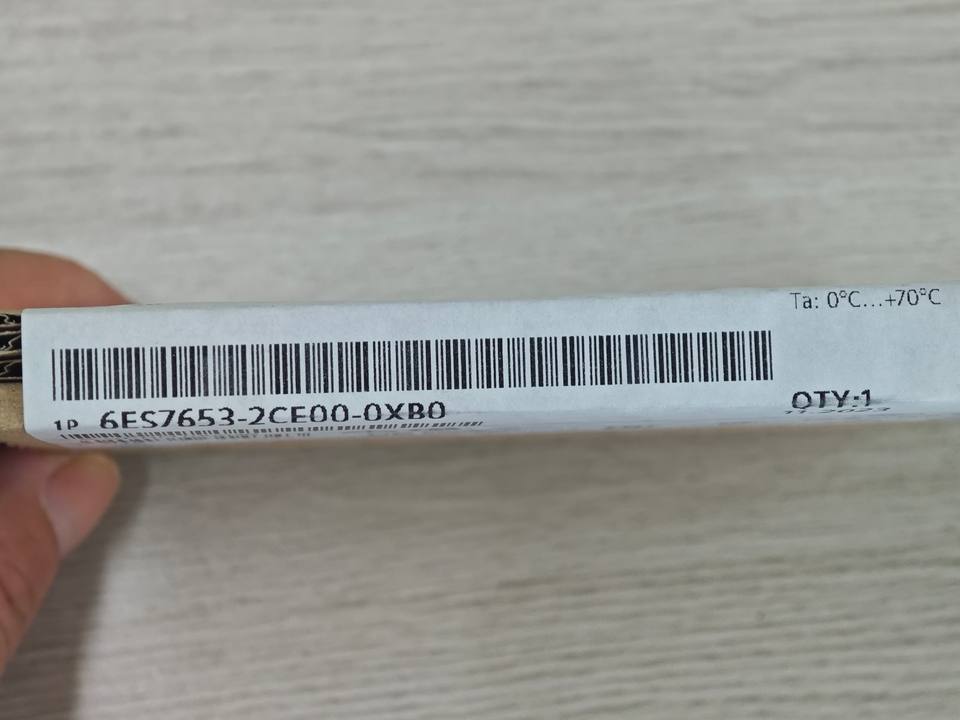 Ta: 0°C...+70°C
1P 6ES7653-2CE00-0XB0
QTY:1